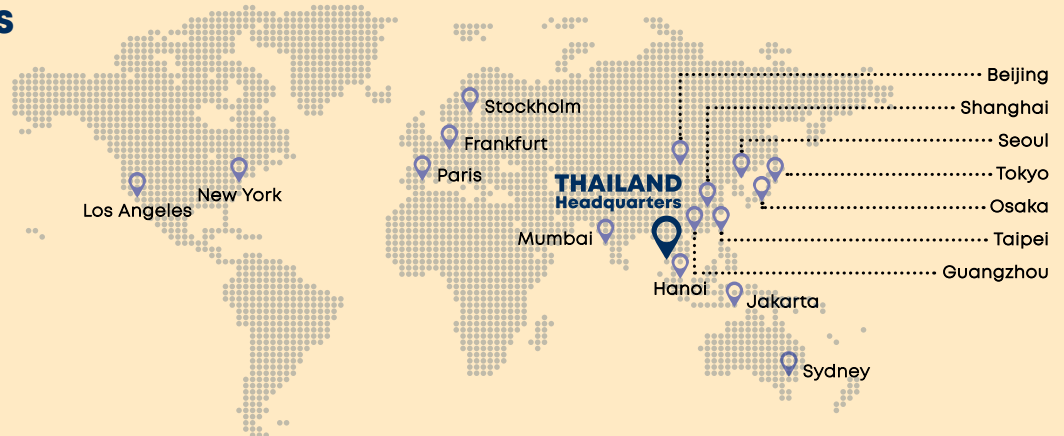 s
Beijing
Stockholm
Shanghai
Frankfurt
Seoul
Paris
Tokyo
THAILAND
Headquarters
New York
Los Angeles
Osaka
Mumbai
Taipei
Guangzhou
Hanoi
Jakarta
Sydney